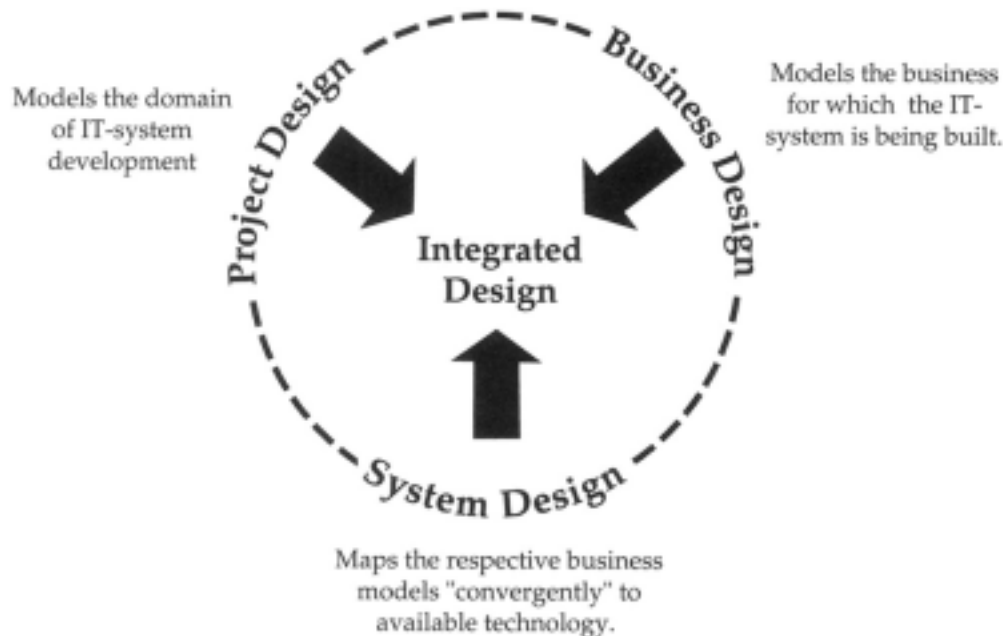 Project Design
Business Design
Models the domain
of IT-system
development
Models the business
for which the IT-
system is being built.
Integrated
Design
System Design
Maps the respective business
models "convergently" to
available technology.